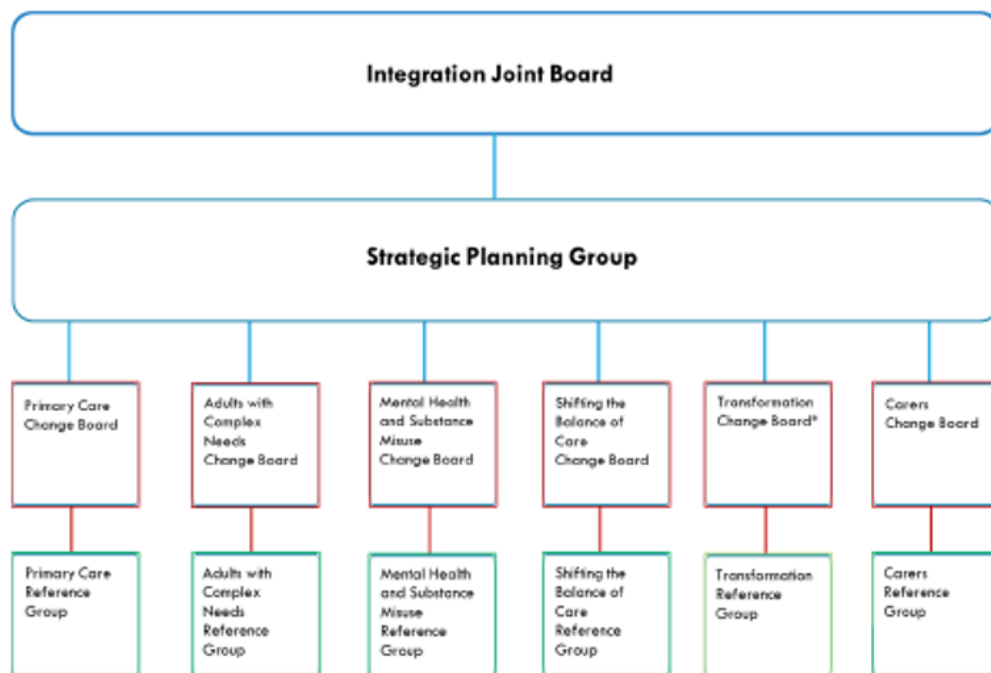 Integration Joint Board
Strategic Planning Group
Primary Care
Change Board
Adults with
Complex
Needs
Change Board
Mental Health
and Substance
Misuse
Change Board
Shifting the
Balance of
Care
Change Board
Transformation
Change Board*
Carers
Change Board
Primary Care
Reference
Group
Adults with
Complex
Needs
Reference
Group
Mental Health
and Substance
Misuse
Reference
Group
Shifting the
Balance of
Care
Reference
Group
Transformation
Reference
Group
Carers
Reference
Group